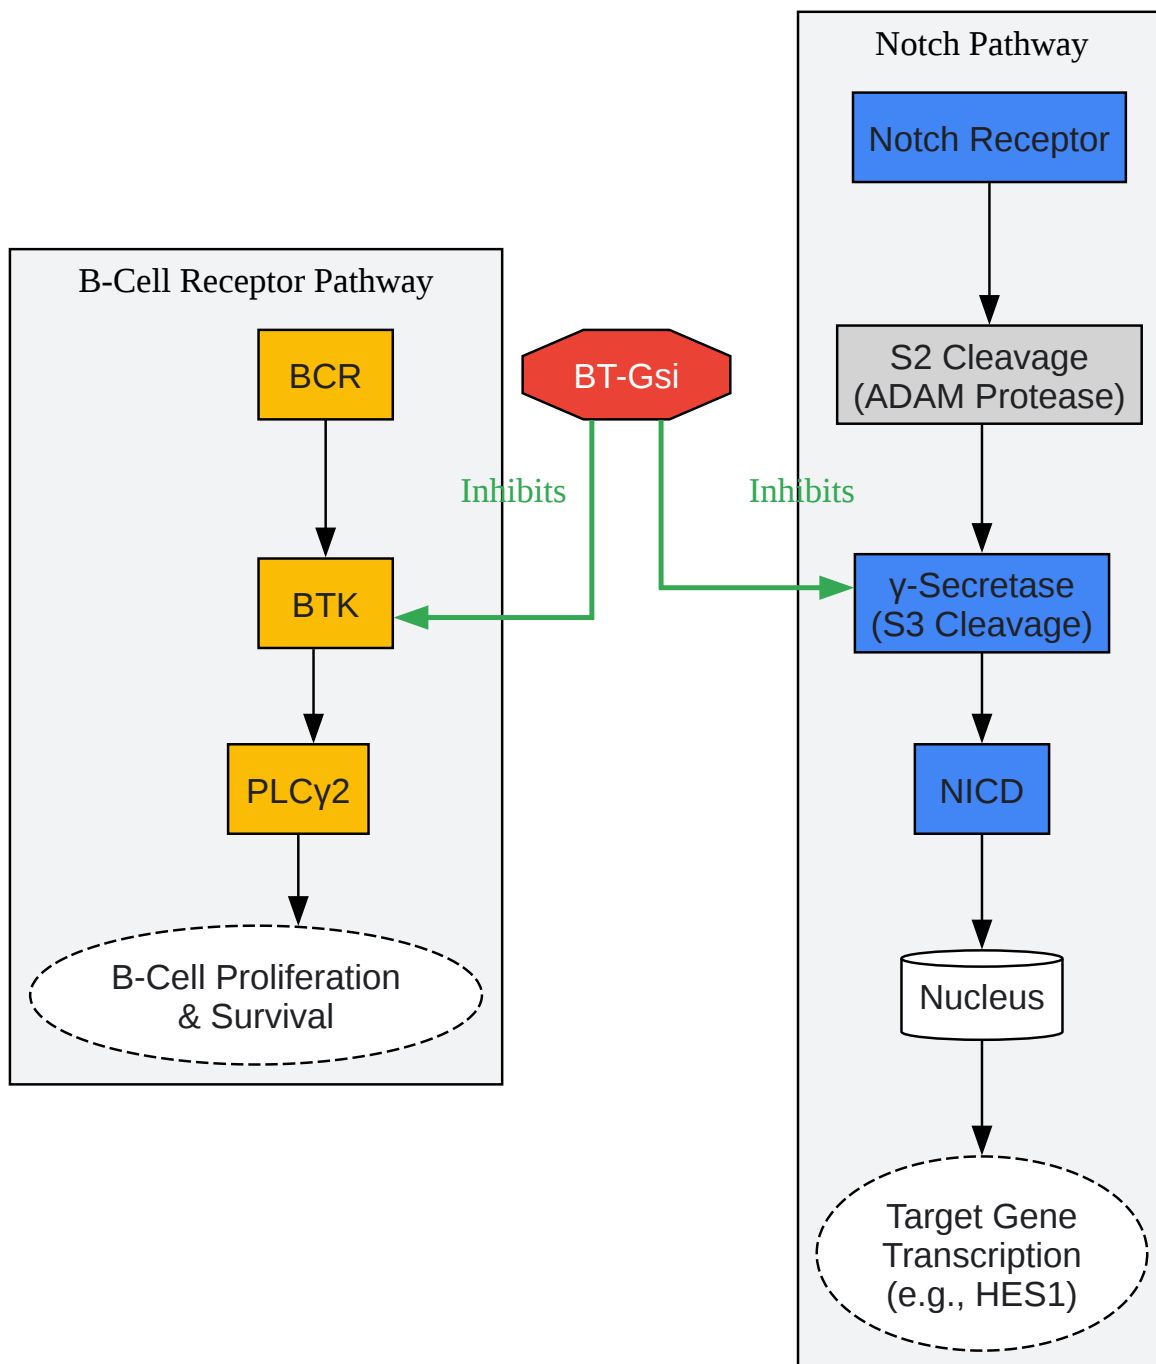 B-Cell Receptor Pathway
BCR
BTK
PLCγ2
B-Cell Proliferation
& Survival
BT-Gsi
Inhibits
Inhibits
Notch Pathway
Notch Receptor
S2 Cleavage
(ADAM Protease)
γ-Secretase
(S3 Cleavage)
NICD
Nucleus
Target Gene
Transcription
(e.g., HES1)